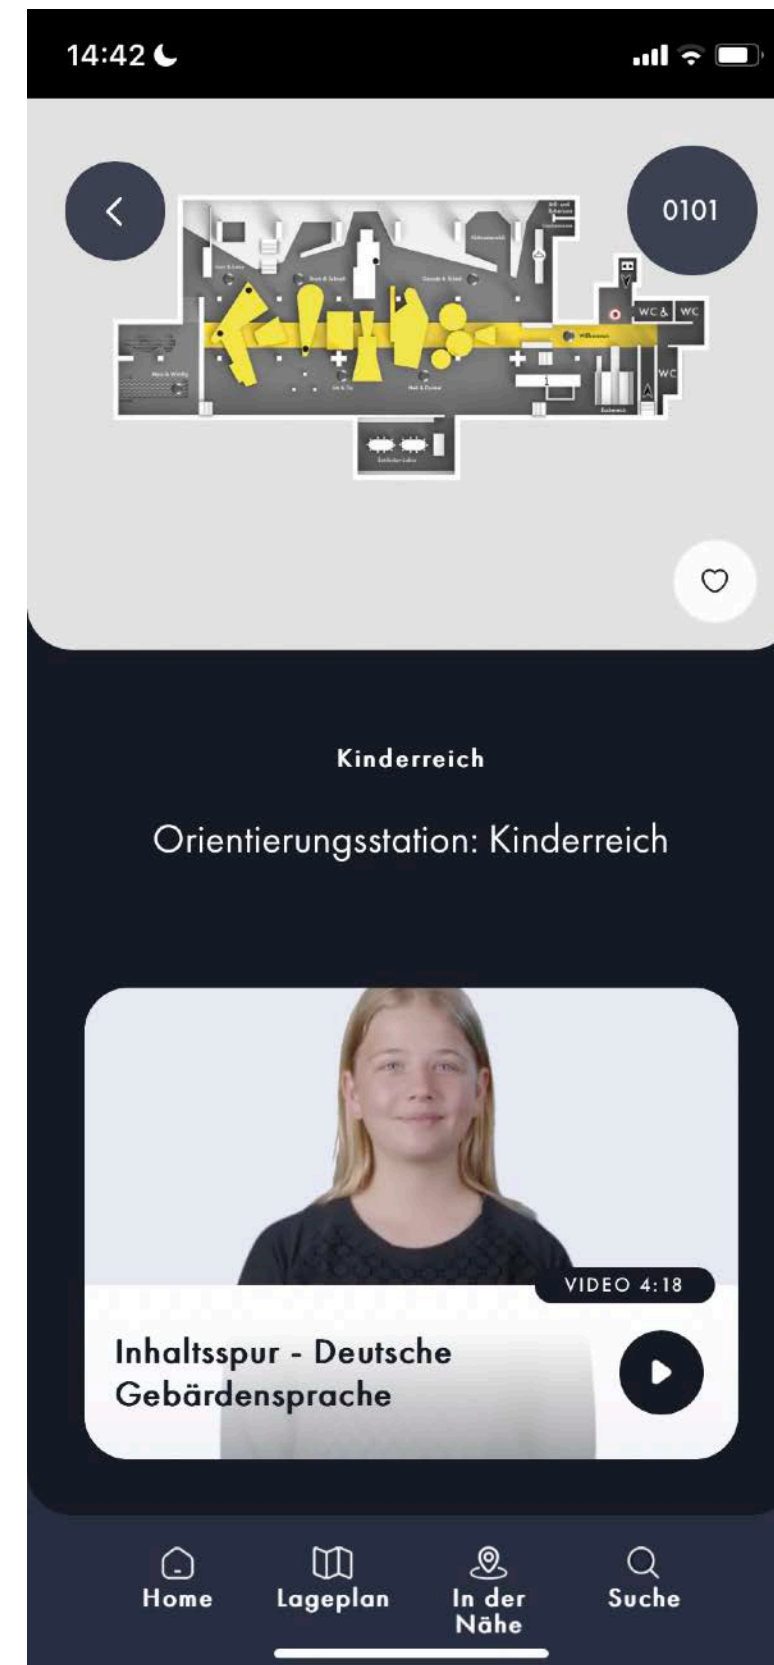 14:42
0101
WC
WC
WC
Willkommen
Kinderreich
Orientierungsstation: Kinderreich
VIDEO 4:18
Inhaltsspur - Deutsche
Gebärdensprache
Home
Lageplan
In der
Nähe
Suche